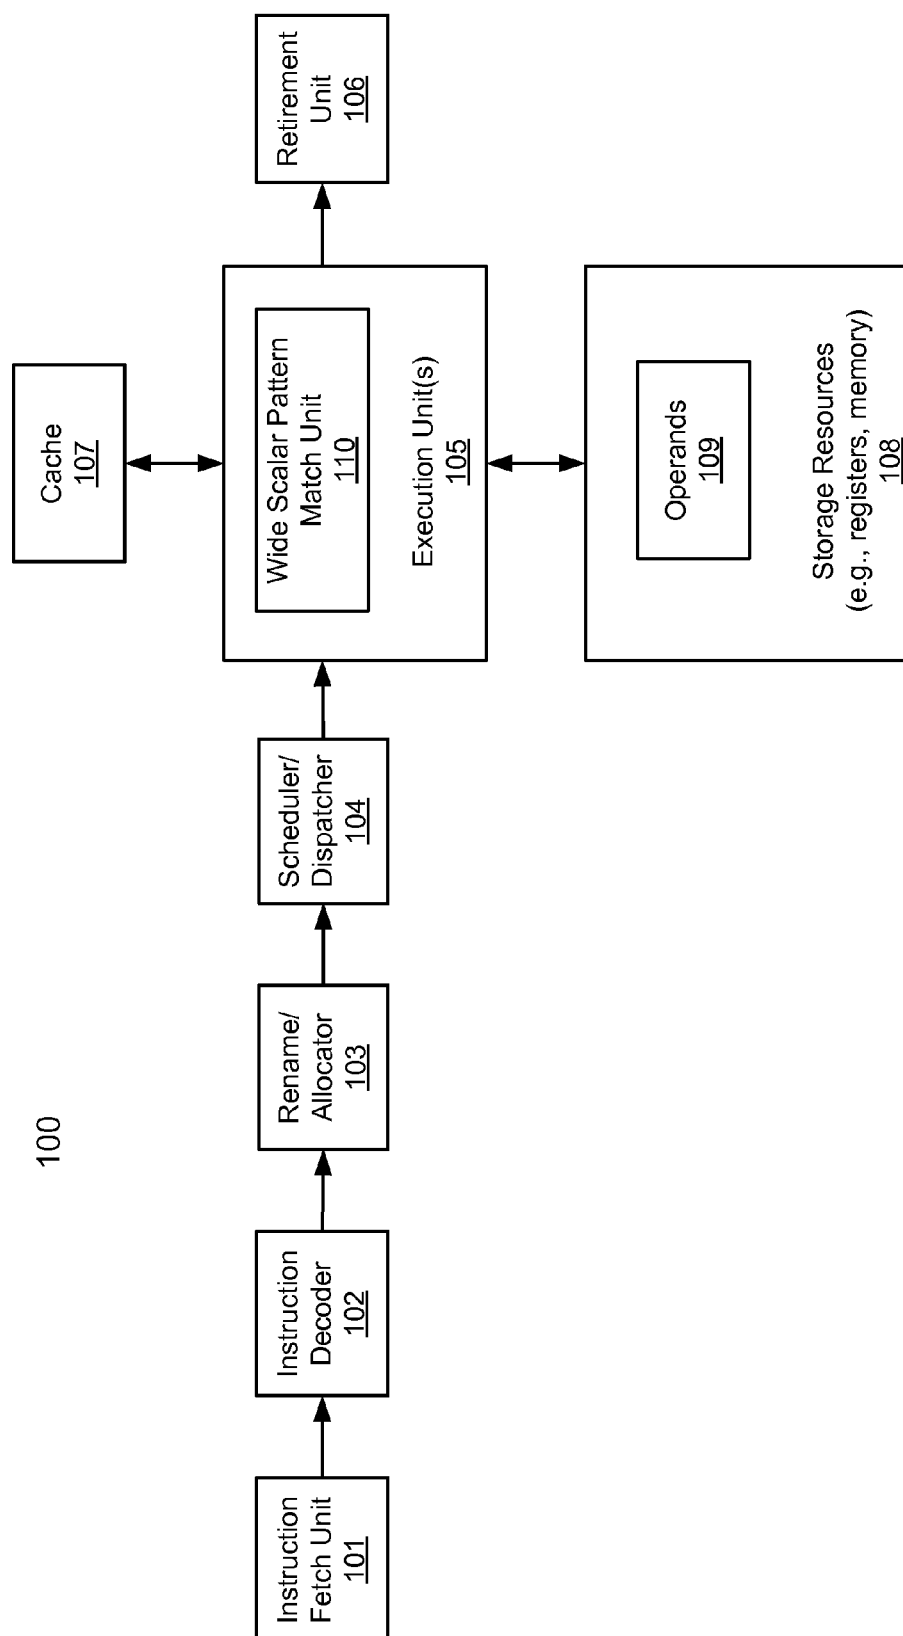 100
Instruction
Fetch Unit
101
Instruction
Decoder
102
Rename/
Allocator
103
Scheduler/
Dispatcher
104
Cache
107
Wide Scalar Pattern
Match Unit
110
Execution Unit(s)
105
Operands
109
Storage Resources
(e.g., registers, memory)
108
Retirement
Unit
106